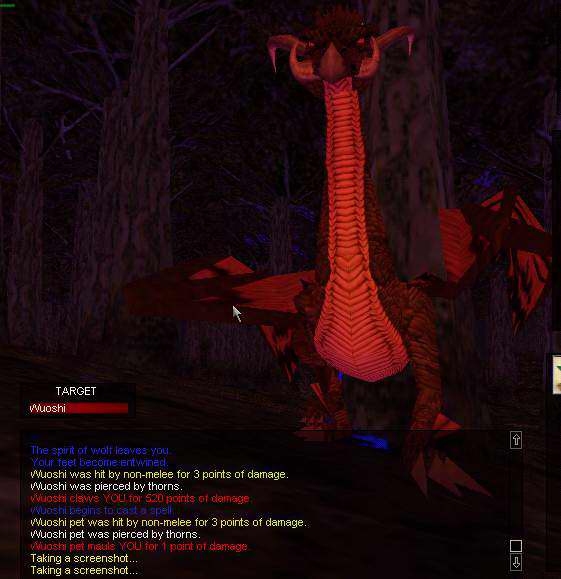 TARGET
Wuoshi
The spirit of wolf leaves you.
Your feet become entwined.
Wuoshi was hit by non-melee for 3 points of damage.
Wuoshi was pierced by thorns.
Wuoshi claws YOU for 520 points of damage.
Wuoshi begins to cast a spell.
Wuoshi pet was hit by non-melee for 3 points of damage.
Wuoshi pet was pierced by thorns.
Wuoshi pet mauls YOU for 1 point of damage.
Taking a screenshot...
Taking a screenshot...